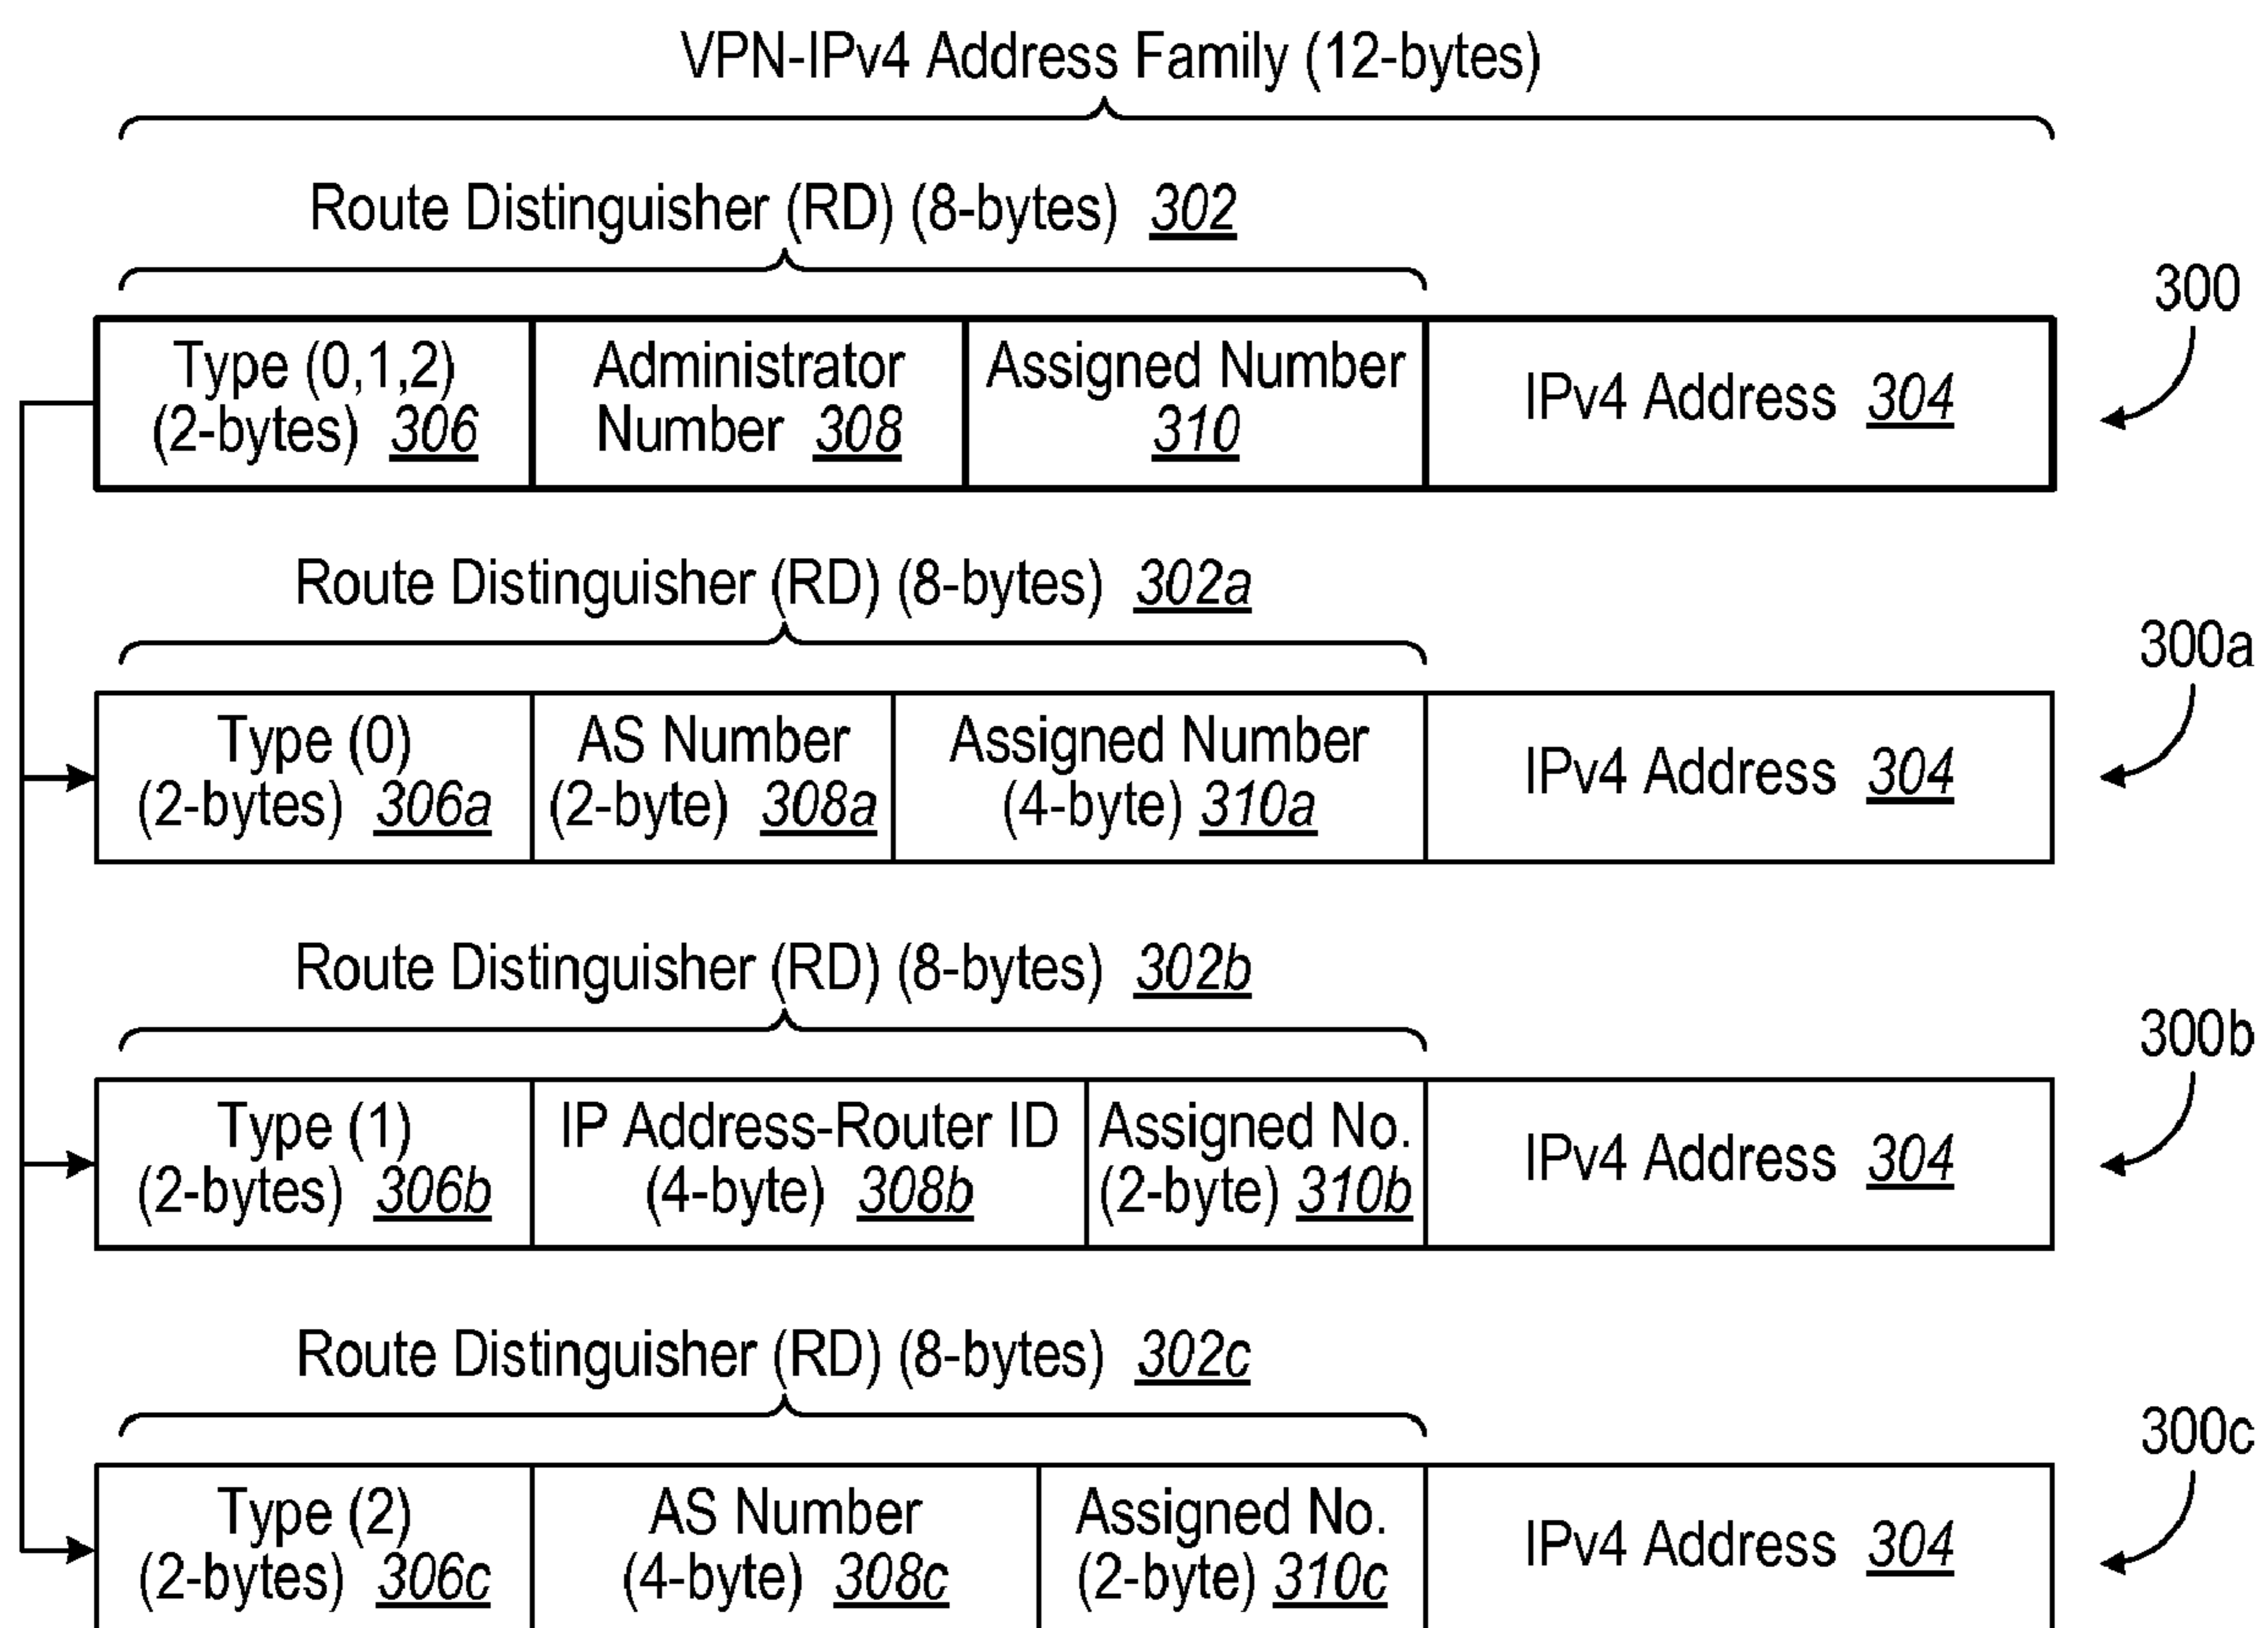 VPN-IPv4 Address Family (12-bytes)
Route Distinguisher (RD) (8-bytes) 302
300
Type (0,1,2)
(2-bytes) 306
Administrator
Number 308
Assigned Number
310
IPv4 Address 304
Route Distinguisher (RD) (8-bytes) 302a
300a
Type (0)
(2-bytes) 306a
AS Number
(2-byte) 308a
Assigned Number
(4-byte) 310a
IPv4 Address 304
Route Distinguisher (RD) (8-bytes) 302b
300b
Type (1)
(2-bytes) 306b
IP Address-Router ID
(4-byte) 308b
Assigned No.
(2-byte) 310b
IPv4 Address 304
Route Distinguisher (RD) (8-bytes) 302c
300c
Type (2)
(2-bytes) 306c
AS Number
(4-byte) 308c
Assigned No.
(2-byte) 310c
IPv4 Address 304